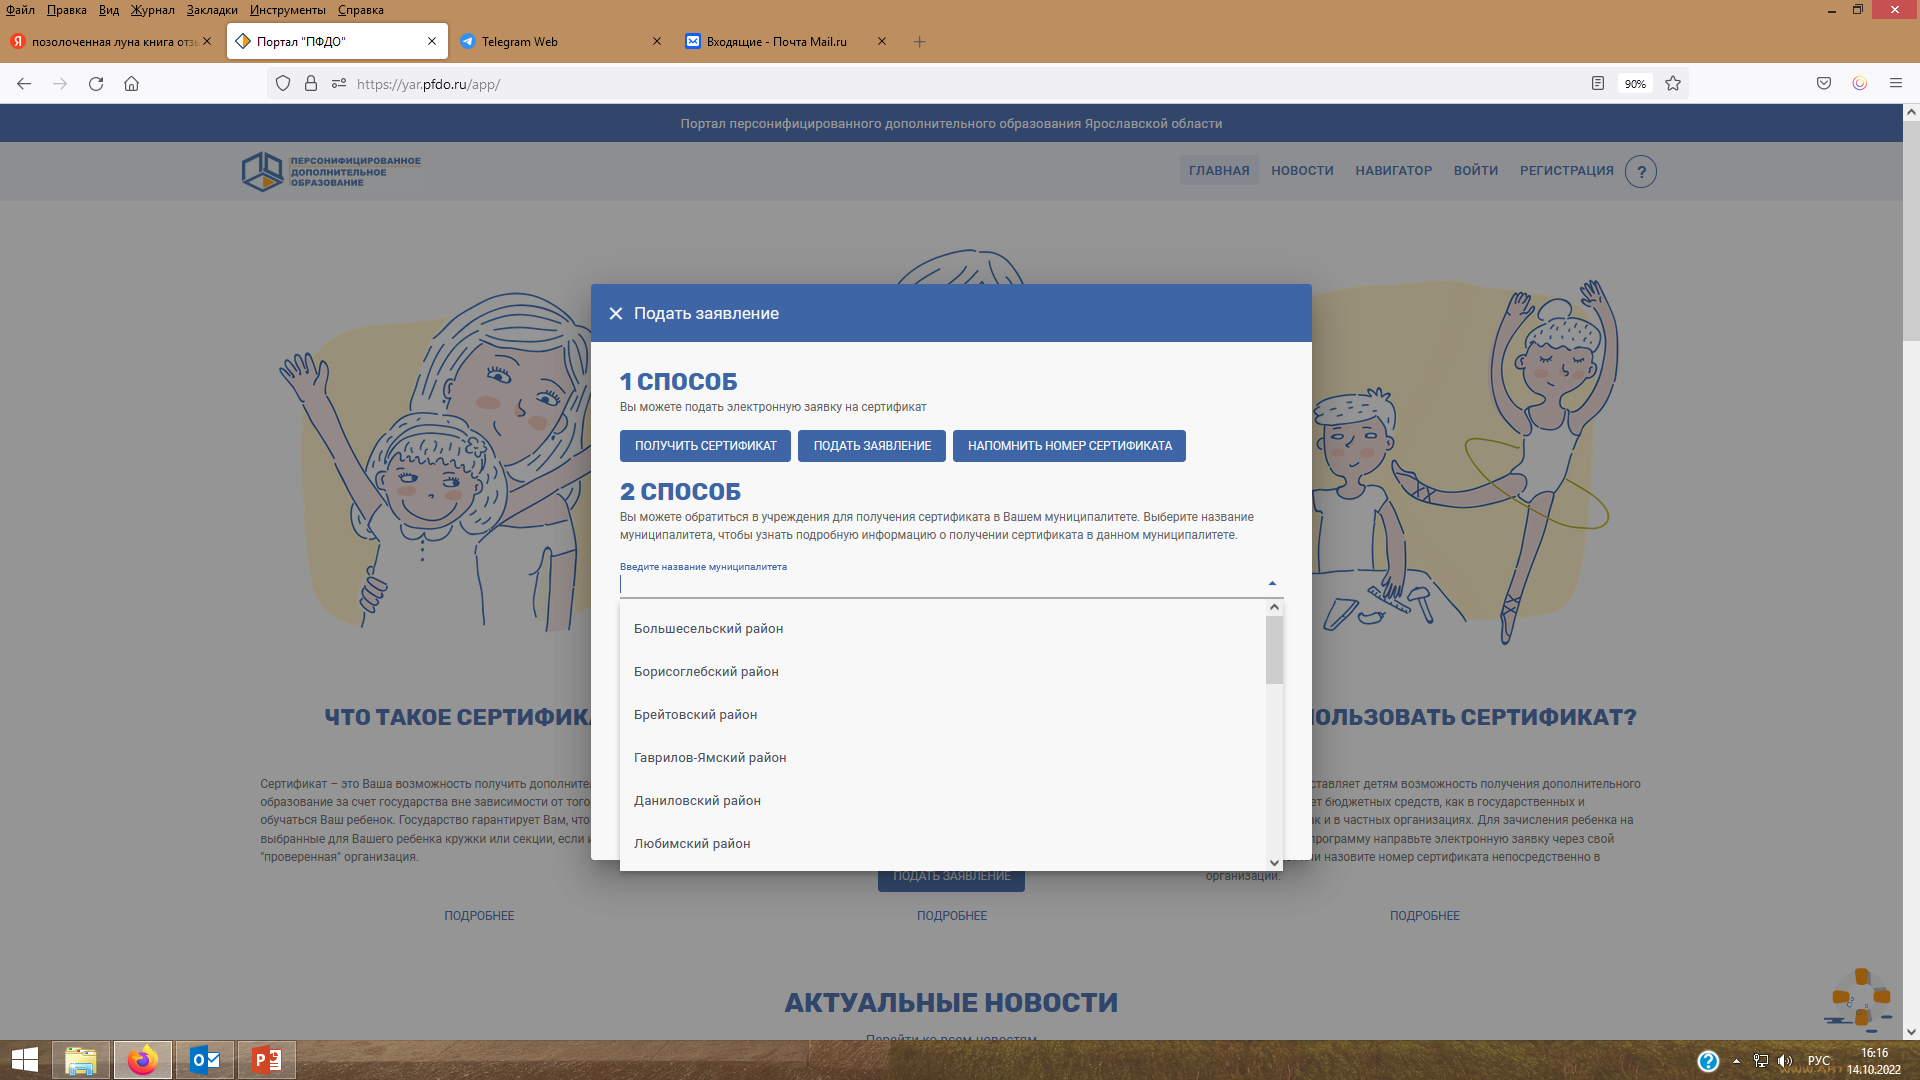 Файл Правка Вид Журнал Закладки Инструменты Справка
позолоченная луна книга отз
Портал "ПФДО"
Telegram Web
Входящие - Почта Mail.ru
https://yar.pfdo.ru/app/
90%
Портал персонифицированного дополнительного образования Ярославской области
ПЕРСОНИФИЦИРОВАННОЕ
ДОПОЛНИТЕЛЬНОЕ
ОБРАЗОВАНИЕ
ГЛАВНАЯ НОВОСТИ НАВИГАТОР ВОЙТИ РЕГИСТРАЦИЯ ?
Подать заявление
1 СПОСОБ
Вы можете подать электронную заявку на сертификат
ПОЛУЧИТЬ СЕРТИФИКАТ ПОДАТЬ ЗАЯВЛЕНИЕ НАПОМНИТЬ НОМЕР СЕРТИФИКАТА
2 СПОСОБ
Вы можете обратиться в учреждения для получения сертификата в Вашем муниципалитете. Выберите название
муниципалитета, чтобы узнать подробную информацию о получении сертификата в данном муниципалитете.
Введите название муниципалитета
Большесельский район
Борисоглебский район
Брейтовский район
Гаврилов-Ямский район
Даниловский район
Любимский район
ЧТО ТАКОЕ СЕРТИФИКА
Сертификат – это Ваша возможность получить дополните
образование за счет государства вне зависимости от того
обучаться Ваш ребенок. Государство гарантирует Вам, что
выбранные для Вашего ребенка кружки или секции, если
"проверенная" организация.
ПОДРОБНЕЕ
ПОДАТЬ ЗАЯВЛЕНИЕ
ПОДРОБНЕЕ
ОЛЬЗОВАТЬ СЕРТИФИКАТ?
ставляет детям возможность получения дополнительного
ет бюджетных средств, как в государственных и
к и в частных организациях. Для зачисления ребенка на
программу направьте электронную заявку через свой
и назовите номер сертификата непосредственно в
организации.
ПОДРОБНЕЕ
АКТУАЛЬНЫЕ НОВОСТИ
Перейти ко всем новостям
РУС
16:16
14.10.2022